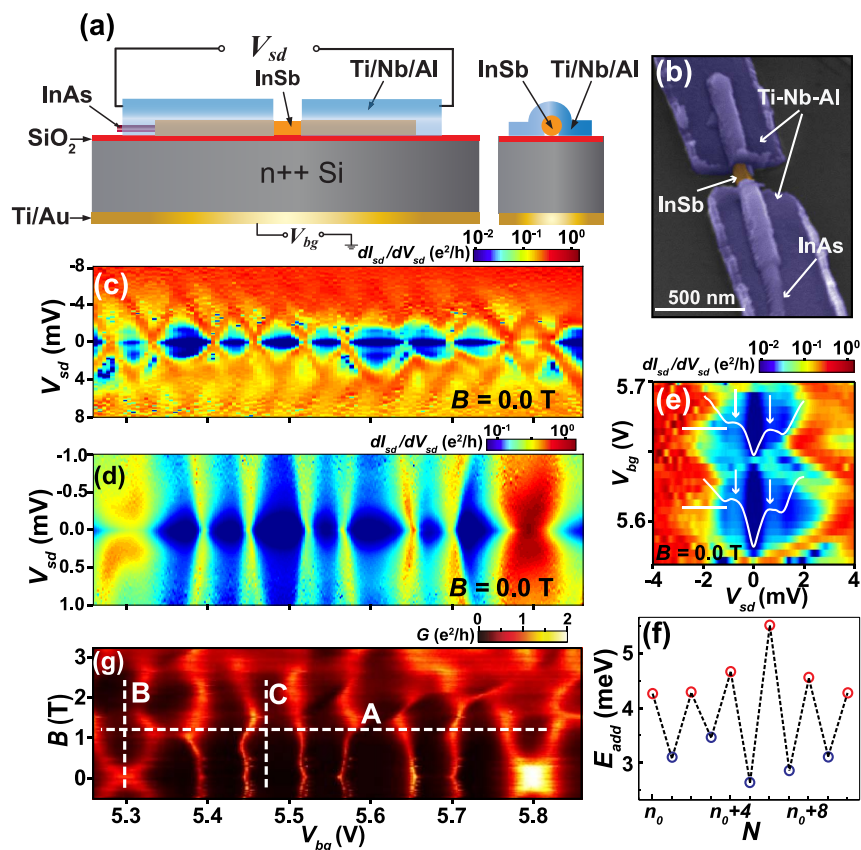 (a)
V_sd
InSb
Ti/Nb/Al
InAs
SiO₂
n++ Si
Ti/Au
V_bg
InSb Ti/Nb/Al
(b)
Ti-Nb-Al
InSb
InAs
500 nm
dI_sd/dV_sd (e²/h) 10⁻² 10⁻¹ 10⁰
(c)
-8
-4
0
4
8
V_sd (mV)
B = 0.0 T
dI_sd/dV_sd (e²/h) 10⁻¹ 10⁰
(d)
-1.0
-0.5
0.0
0.5
1.0
V_sd (mV)
B = 0.0 T
dI_sd/dV_sd (e²/h) 10⁻² 10⁻¹ 10⁰
(e)
5.7
5.6
V_bg (V)
B = 0.0 T
-4 -2 0 2 4
V_sd (mV)
(f)
5
4
3
E_add (meV)
n₀ n₀+4 n₀+8
N
G (e²/h) 0 1 2
(g)
B
C
A
3
2
1
0
B (T)
5.3 5.4 5.5 5.6 5.7 5.8
V_bg (V)